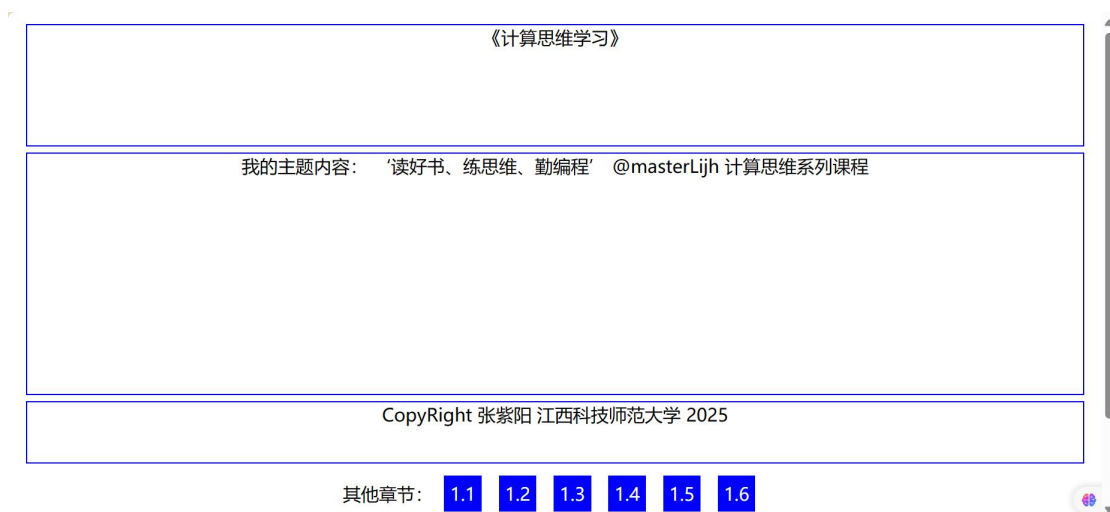 《计算思维学习》
我的主题内容： ‘读好书、练思维、勤编程’ @masterLijh 计算思维系列课程
CopyRight 张紫阳 江西科技师范大学 2025
其他章节： 1.1 1.2 1.3 1.4 1.5 1.6